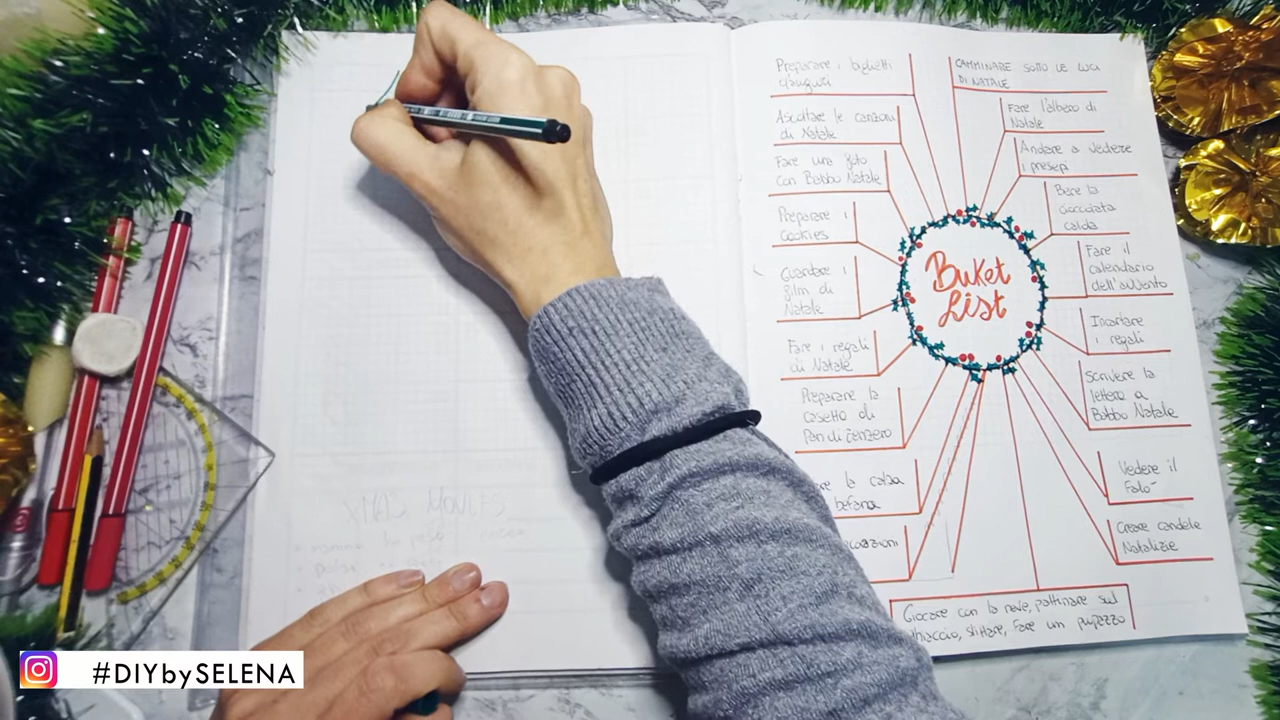 XMAS MOVIES
mamma ho perso
polar
Preparare i biglietti
d'auguri
Ascoltare le canzoni
di Natale
Fare una foto
con Babbo Natale
Preparare i
Cookies
Guardare i
film di
Natale
Fare i regali
di Natale
Preparare la
casetta di
Pan di zenzero
la calza
befana
CAMMINARE SOTTO LE LUCI
DI NATALE
Fare l'albero di
Natale
Andare a vedere
i presepi
Bere la
cioccolata
calda
Fare il
calendario
dell'avvento
Incartare
i regali
Scrivere la
lettera a
Babbo Natale
Vedere il
Falò
Creare candele
Natalizie
Giocare con la neve, pattinare sul
ghiaccio, slittare, fare un pupazzo
Buket
List
#DIYbySELENA